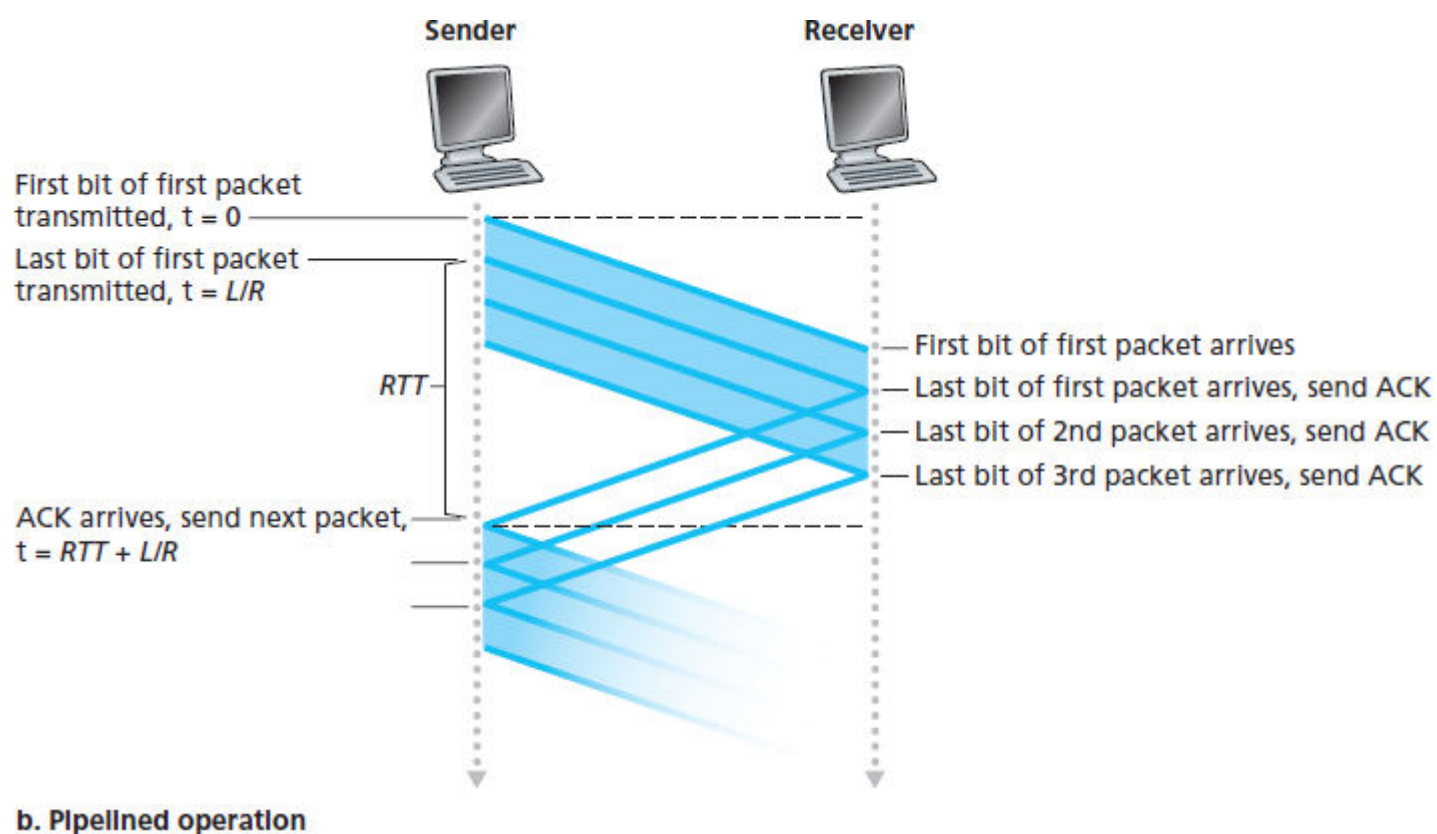 Sender
Receiver
First bit of first packet
transmitted, t = 0
Last bit of first packet
transmitted, t = L/R
First bit of first packet arrives
Last bit of first packet arrives, send ACK
RTT
Last bit of 2nd packet arrives, send ACK
Last bit of 3rd packet arrives, send ACK
ACK arrives, send next packet,
t = RTT + L/R
b. Pipelined operation